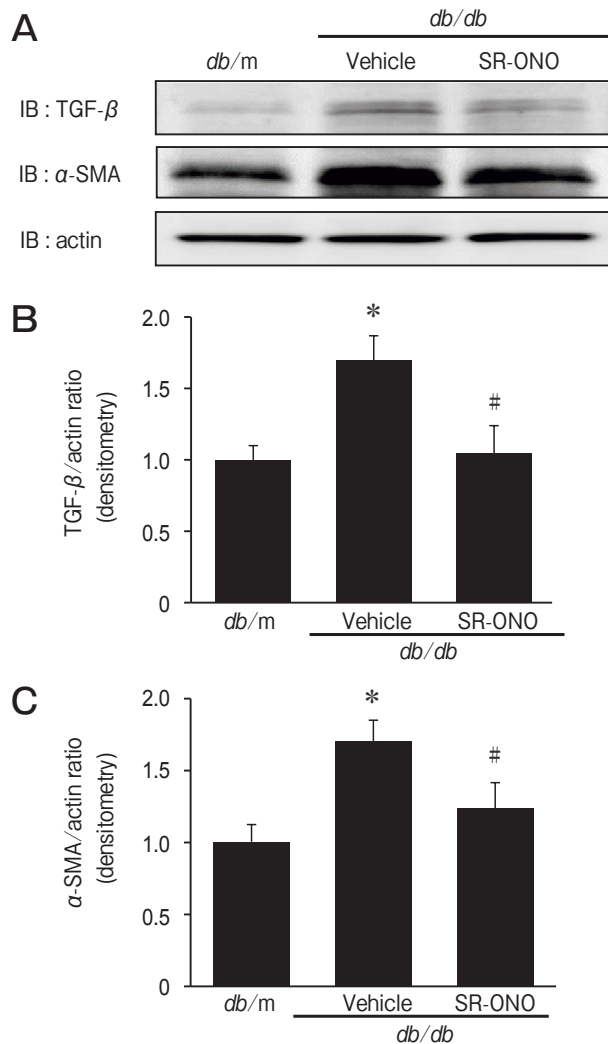 A
db/db
db/m Vehicle SR-ONO
IB : TGF-β
IB : α-SMA
IB : actin
B
TGF-β/actin ratio
(densitometry)
2.0
1.5
1.0
0.5
0
*
#
db/m Vehicle SR-ONO
db/db
C
α-SMA/actin ratio
(densitometry)
2.0
1.5
1.0
0.5
0
*
#
db/m Vehicle SR-ONO
db/db